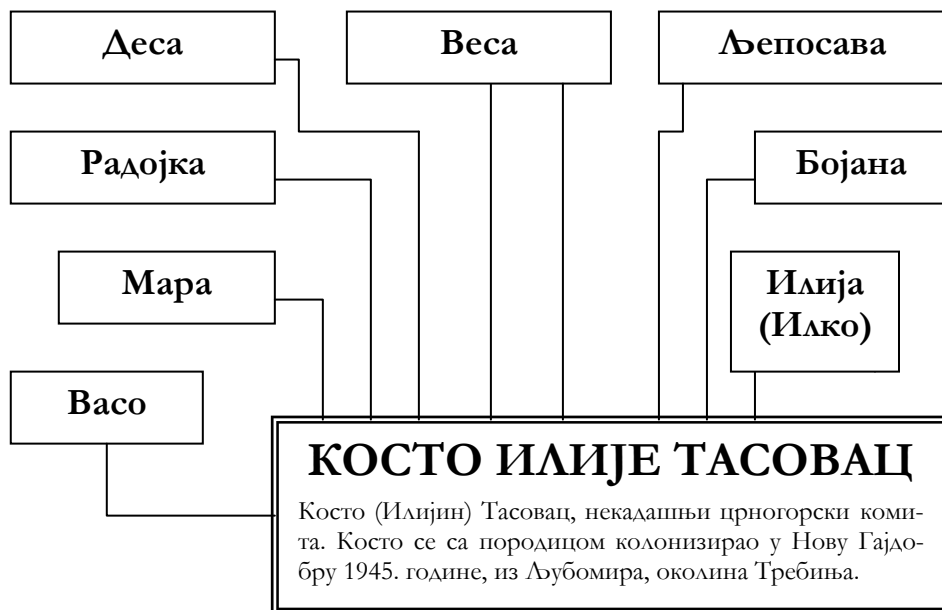 Деса
Веса
Љепосава
Радојка
Бојана
Мара
Илија
(Илко)
Васо
КОСТО ИЛИЈЕ ТАСОВАЦ
Косто (Илијин) Тасовац, некадашњи црногорски коми-
та. Косто се са породицом колонизирао у Нову Гајдо-
бру 1945. године, из Љубомира, околина Требиња.